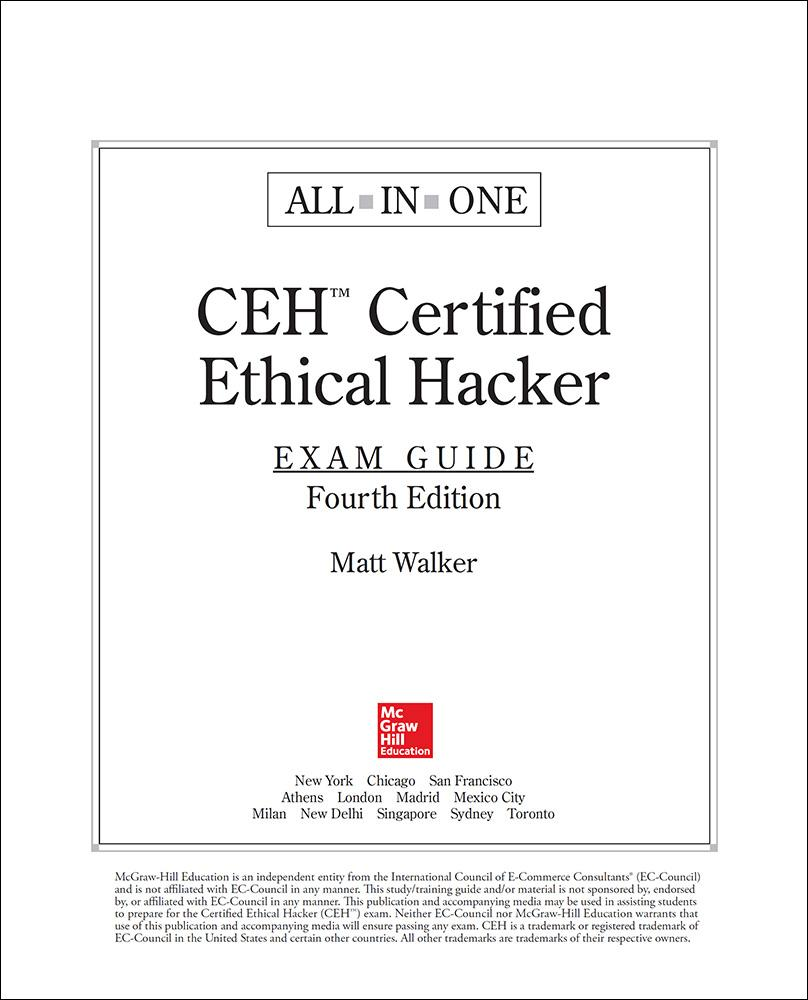 ALL ■ IN ■ ONE
CEH™ Certified
Ethical Hacker
EXAM GUIDE
Fourth Edition
Matt Walker
Mc
Graw
Hill
Education
New York Chicago San Francisco
Athens London Madrid Mexico City
Milan New Delhi Singapore Sydney Toronto
McGraw-Hill Education is an independent entity from the International Council of E-Commerce Consultants® (EC-Council)
and is not affiliated with EC-Council in any manner. This study/training guide and/or material is not sponsored by, endorsed
by, or affiliated with EC-Council in any manner. This publication and accompanying media may be used in assisting students
to prepare for the Certified Ethical Hacker (CEH™) exam. Neither EC-Council nor McGraw-Hill Education warrants that
use of this publication and accompanying media will ensure passing any exam. CEH is a trademark or registered trademark of
EC-Council in the United States and certain other countries. All other trademarks are trademarks of their respective owners.